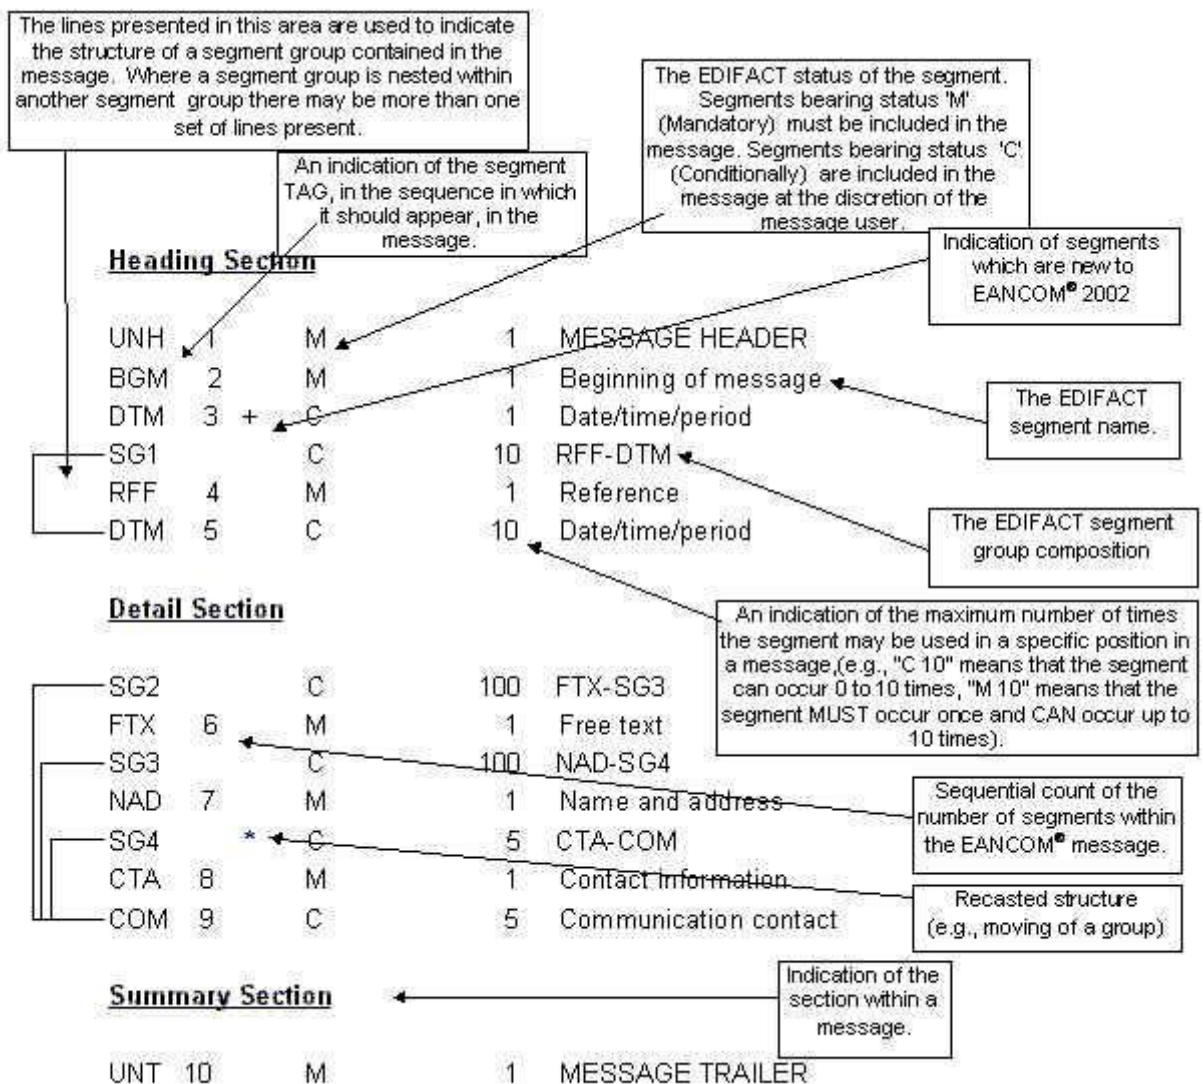 The lines presented in this area are used to indicate
the structure of a segment group contained in the
message. Where a segment group is nested within
another segment group there may be more than one
set of lines present.
The EDIFACT status of the segment.
Segments bearing status 'M'
(Mandatory) must be included in the
message. Segments bearing status 'C'
(Conditionally) are included in the
message at the discretion of the
message user.
An indication of the segment
TAG, in the sequence in which
it should appear, in the
message.
Indication of segments
which are new to
EANCOM® 2002
Heading Section
UNH 1 M 1 MESSAGE HEADER
BGM 2 M 1 Beginning of message
DTM 3 + C 1 Date/time/period
SG1 C 10 RFF-DTM
RFF 4 M 1 Reference
DTM 5 C 10 Date/time/period
The EDIFACT
segment name.
The EDIFACT segment
group composition
Detail Section
An indication of the maximum number of times
the segment may be used in a specific position in
a message,(e.g., "C 10" means that the segment
can occur 0 to 10 times, "M 10" means that the
segment MUST occur once and CAN occur up to
10 times).
SG2 C 100 FTX-SG3
FTX 6 M 1 Free text
SG3 C 100 NAD-SG4
NAD 7 M 1 Name and address
SG4 * C 5 CTA-COM
CTA 8 M 1 Contact Information
COM 9 C 5 Communication contact
Sequential count of the
number of segments within
the EANCOM® message.
Recasted structure
(e.g., moving of a group)
Summary Section
Indication of the
section within a
message.
UNT 10 M 1 MESSAGE TRAILER